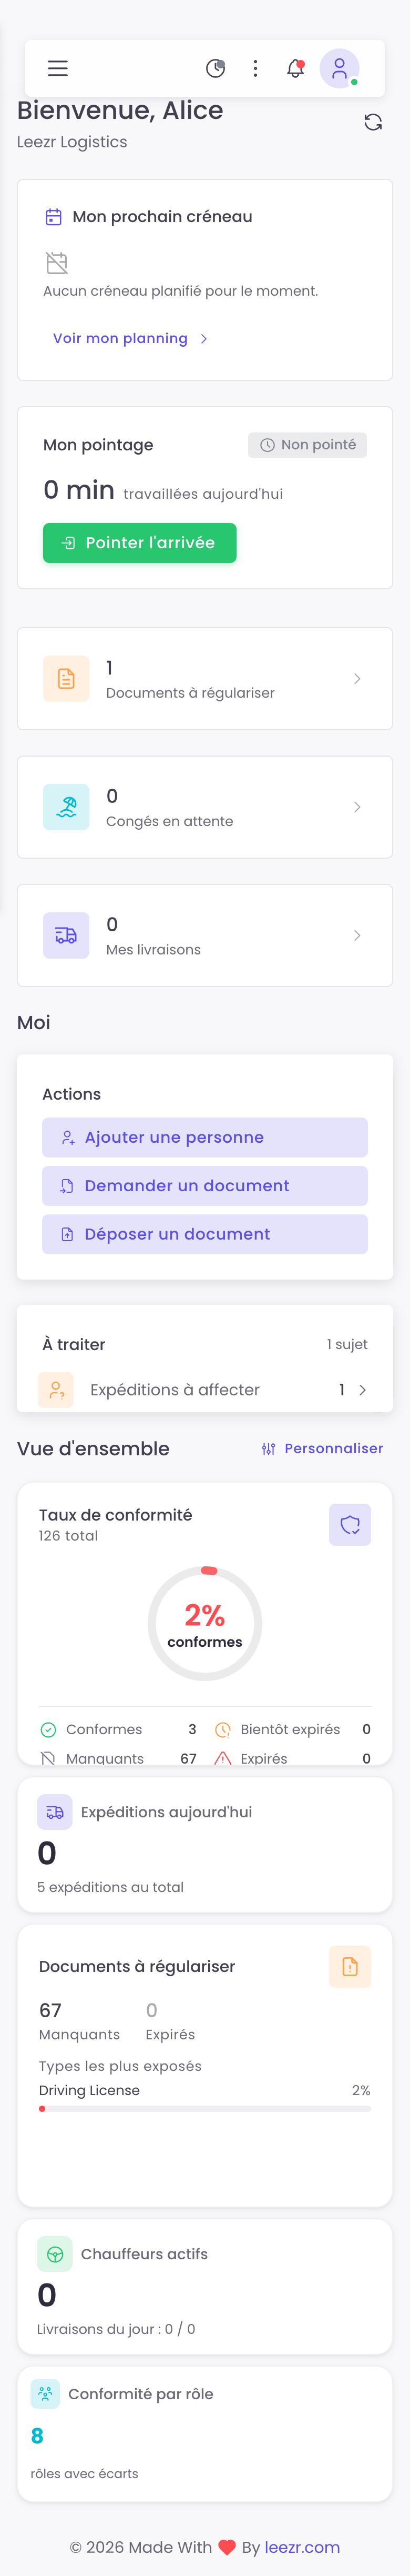 Bienvenue, Alice
Leezr Logistics
Mon prochain créneau
Aucun créneau planifié pour le moment.
Voir mon planning
Mon pointage
Non pointé
0 min travaillées aujourd'hui
Pointer l'arrivée
1
Documents à régulariser
0
Congés en attente
0
Mes livraisons
Moi
Actions
Ajouter une personne
Demander un document
Déposer un document
À traiter
1 sujet
Expéditions à affecter
1
Vue d'ensemble
Personnaliser
Taux de conformité
126 total
2%
conformes
Conformes 3
Bientôt expirés 0
Manquants 67
Expirés 0
Expéditions aujourd'hui
0
5 expéditions au total
Documents à régulariser
67
Manquants
0
Expirés
Types les plus exposés
Driving License 2%
Chauffeurs actifs
0
Livraisons du jour : 0 / 0
Conformité par rôle
8
rôles avec écarts
© 2026 Made With ❤ By leezr.com